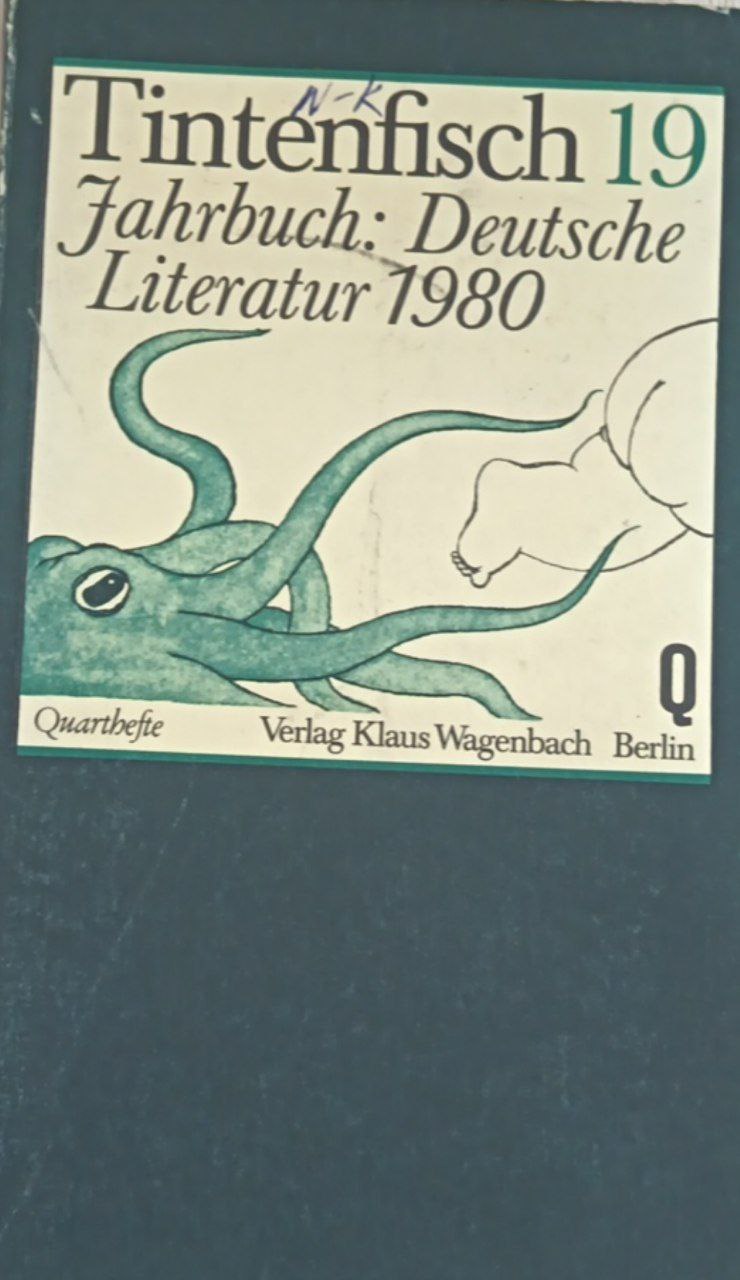 N-K
Tintenfisch 19
Jahrbuch: Deutsche
Literatur 1980
Q
Quarthefte Verlag Klaus Wagenbach Berlin